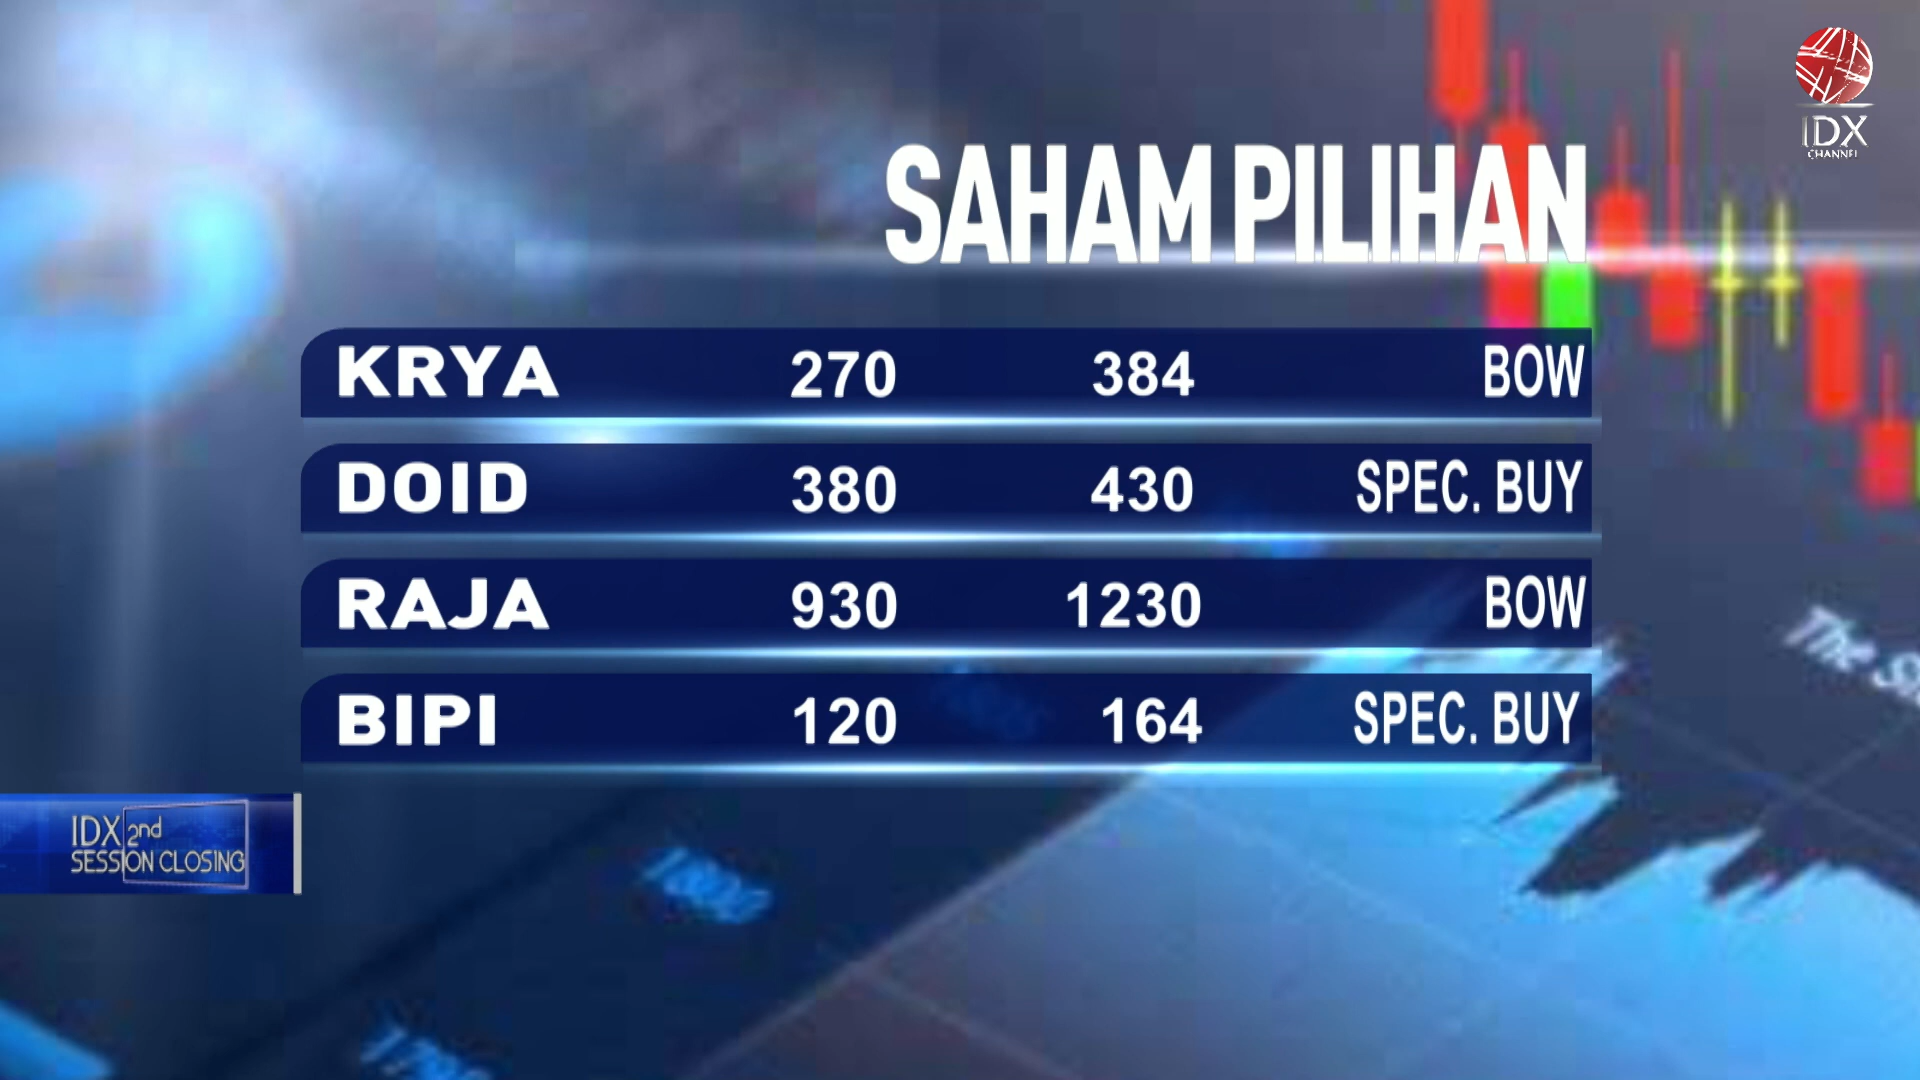 IDX
CHANNEL
SAHAM PILIHAN
KRYA 270 384 BOW
DOID 380 430 SPEC. BUY
RAJA 930 1230 BOW
BIPI 120 164 SPEC. BUY
The
IDX 2nd
SESSION CLOSING